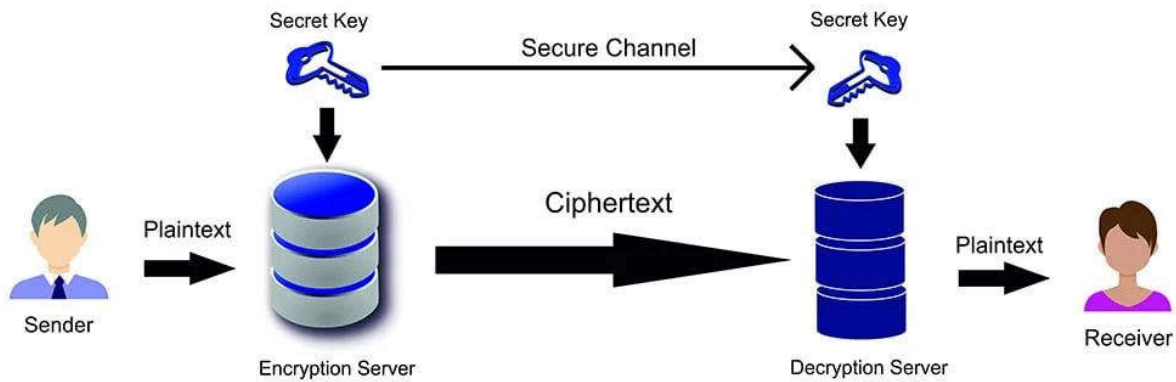 Secret Key
Secret Key
Secure Channel
Ciphertext
Plaintext
Plaintext
Sender
Receiver
Encryption Server
Decryption Server